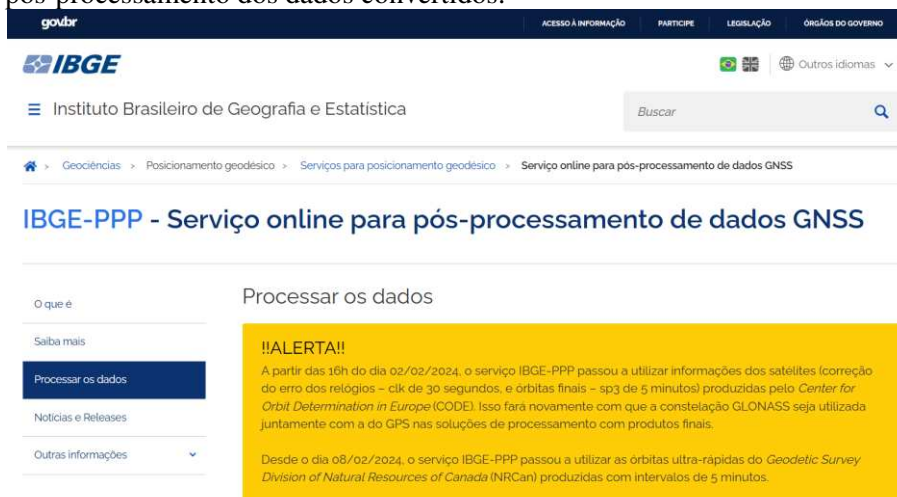 pós-processamento dos dados convertidos.
govbr
ACESSO À INFORMAÇÃO PARTICIPE LEGISLAÇÃO ÓRGÃOS DO GOVERNO
IBGE
Outros idiomas
Instituto Brasileiro de Geografia e Estatística
Buscar
Geociências > Posicionamento geodésico > Serviços para posicionamento geodésico > Serviço online para pós-processamento de dados GNSS
IBGE-PPP - Serviço online para pós-processamento de dados GNSS
O que é
Saiba mais
Processar os dados
Notícias e Releases
Outras informações
Processar os dados
!!ALERTA!!
A partir das 16h do dia 02/02/2024, o serviço IBGE-PPP passou a utilizar informações dos satélites (correção
do erro dos relógios – clk de 30 segundos, e órbitas finais – sp3 de 5 minutos) produzidas pelo Center for
Orbit Determination in Europe (CODE). Isso fará novamente com que a constelação GLONASS seja utilizada
juntamente com a do GPS nas soluções de processamento com produtos finais.
Desde o dia 08/02/2024, o serviço IBGE-PPP passou a utilizar as órbitas ultra-rápidas do Geodetic Survey
Division of Natural Resources of Canada (NRCan) produzidas com intervalos de 5 minutos.